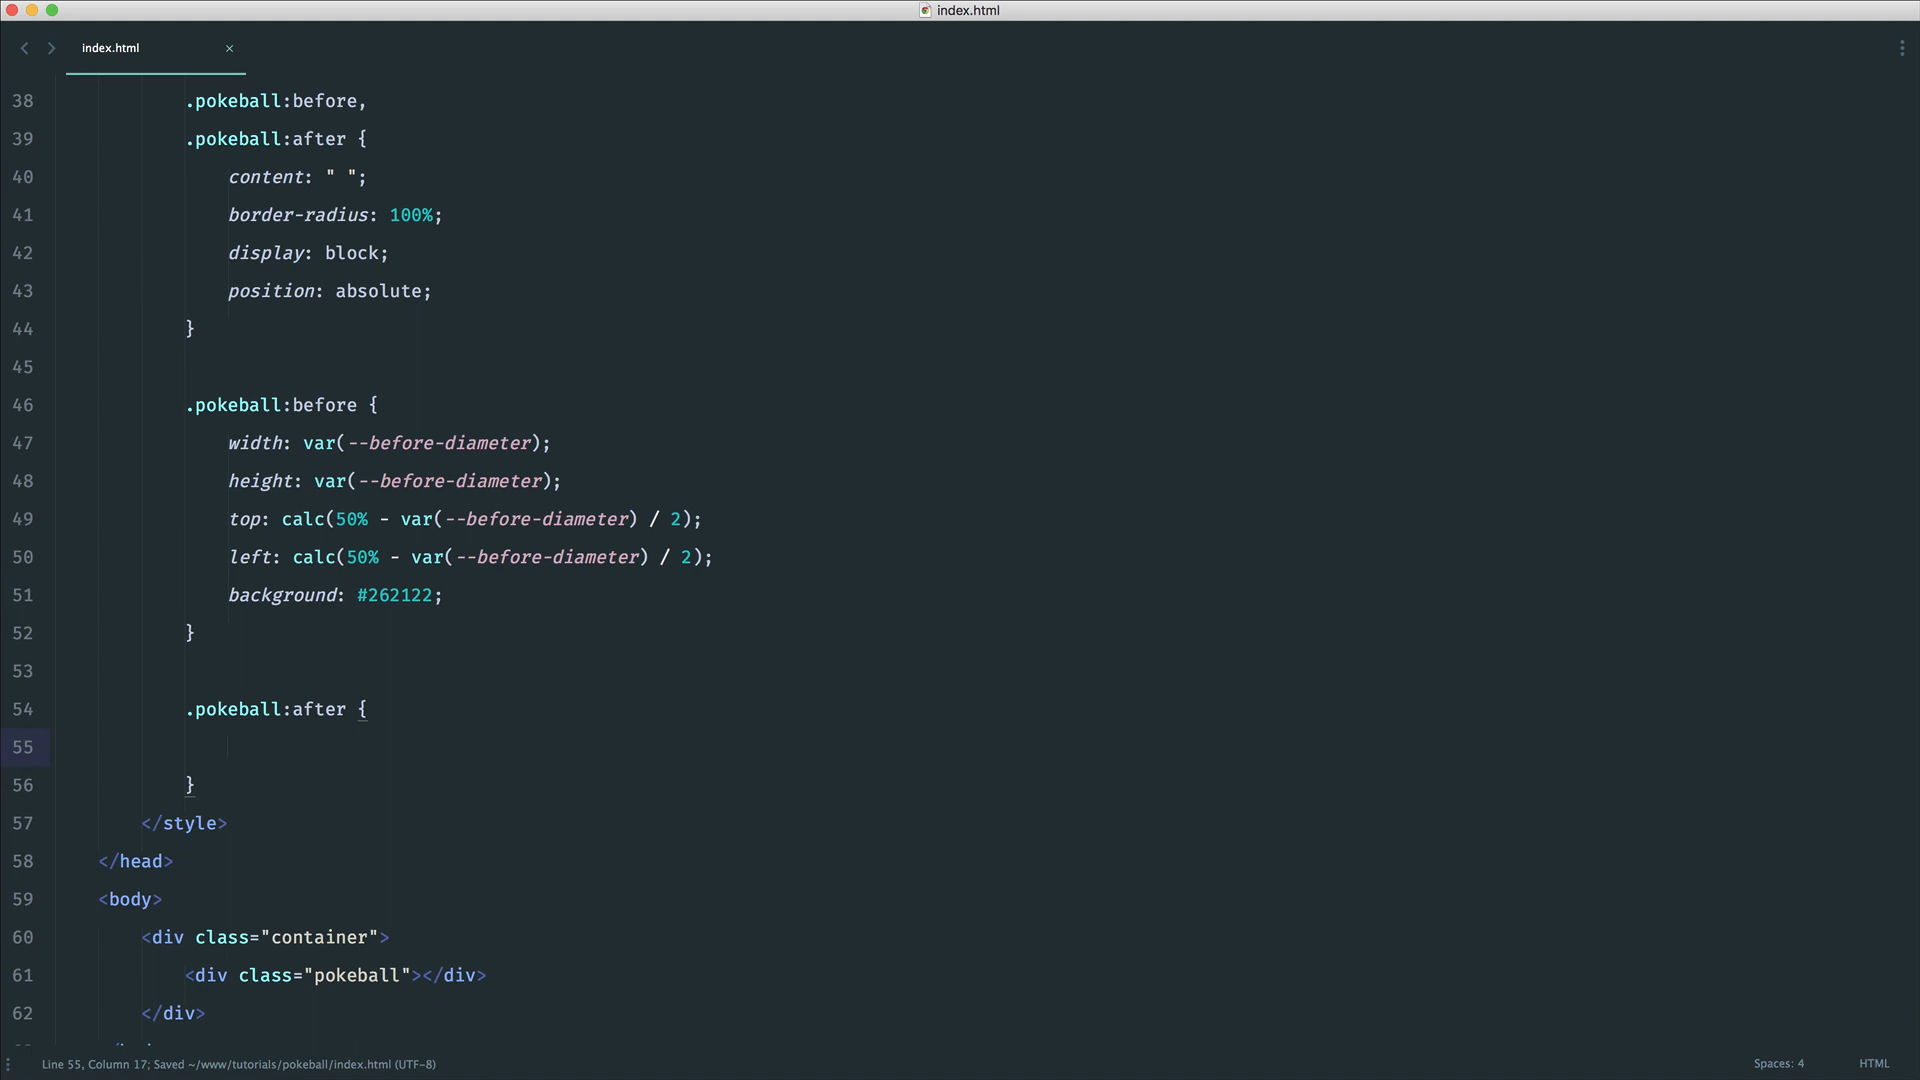 index.html
index.html ×
38 .pokeball:before,
39 .pokeball:after {
40 content: " ";
41 border-radius: 100%;
42 display: block;
43 position: absolute;
44 }
45
46 .pokeball:before {
47 width: var(--before-diameter);
48 height: var(--before-diameter);
49 top: calc(50% - var(--before-diameter) / 2);
50 left: calc(50% - var(--before-diameter) / 2);
51 background: #262122;
52 }
53
54 .pokeball:after {
55
56 }
57 </style>
58 </head>
59 <body>
60 <div class="container">
61 <div class="pokeball"></div>
62 </div>
Line 55, Column 17; Saved ~/www/tutorials/pokeball/index.html (UTF-8)
Spaces: 4 HTML